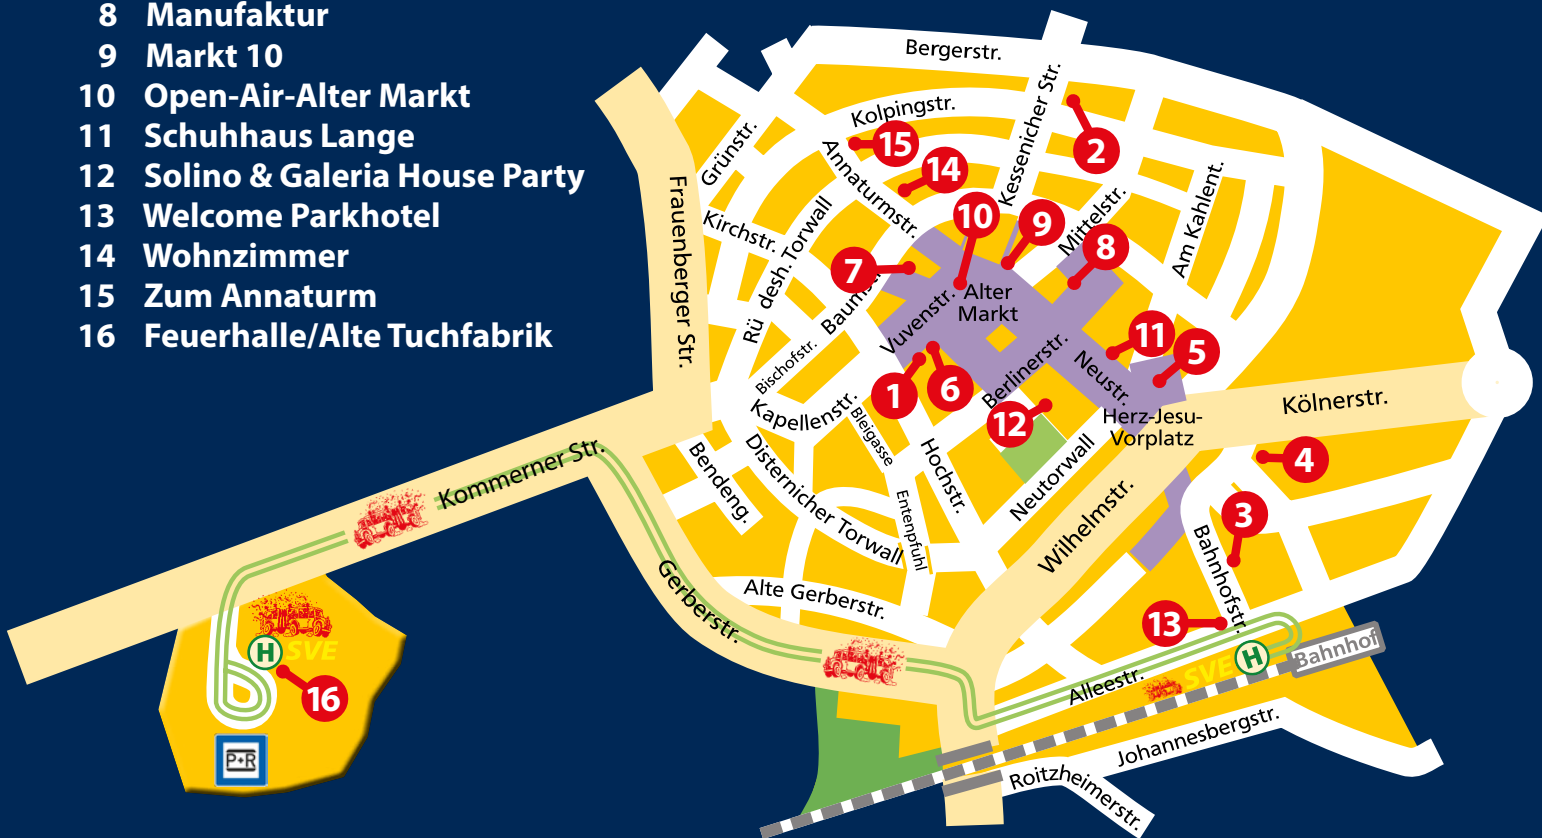 8 Manufaktur
9 Markt 10
10 Open-Air-Alter Markt
11 Schuhhaus Lange
12 Solino & Galeria House Party
13 Welcome Parkhotel
14 Wohnzimmer
15 Zum Annaturm
16 Feuerhalle/Alte Tuchfabrik
Bergerstr.
Kolpingstr.
Kessenicher Str.
Grünstr.
Annaturmstr.
15
14
2
Frauenberger Str.
Kirchstr.
Rü desh. Torwall
10
9
Mittelstr.
8
Am Kahlent.
7
Alter
Markt
Vuvenstr.
11
5
Bischofstr.
1
6
Berlinerstr.
Neustr.
12
Herz-Jesu-
Vorplatz
Kölnerstr.
Kapellenstr.
Bleigasse
Hochstr.
Neutorwall
4
Kommerner Str.
Bendeng.
Disternicher Torwall
Entenpfuhl
Wilhelmstr.
3
Bahnhofstr.
Gerberstr.
Alte Gerberstr.
13
H SVE
16
P+R
Alleestr.
SVE H
Bahnhof
Johannesbergstr.
Roitzheimerstr.